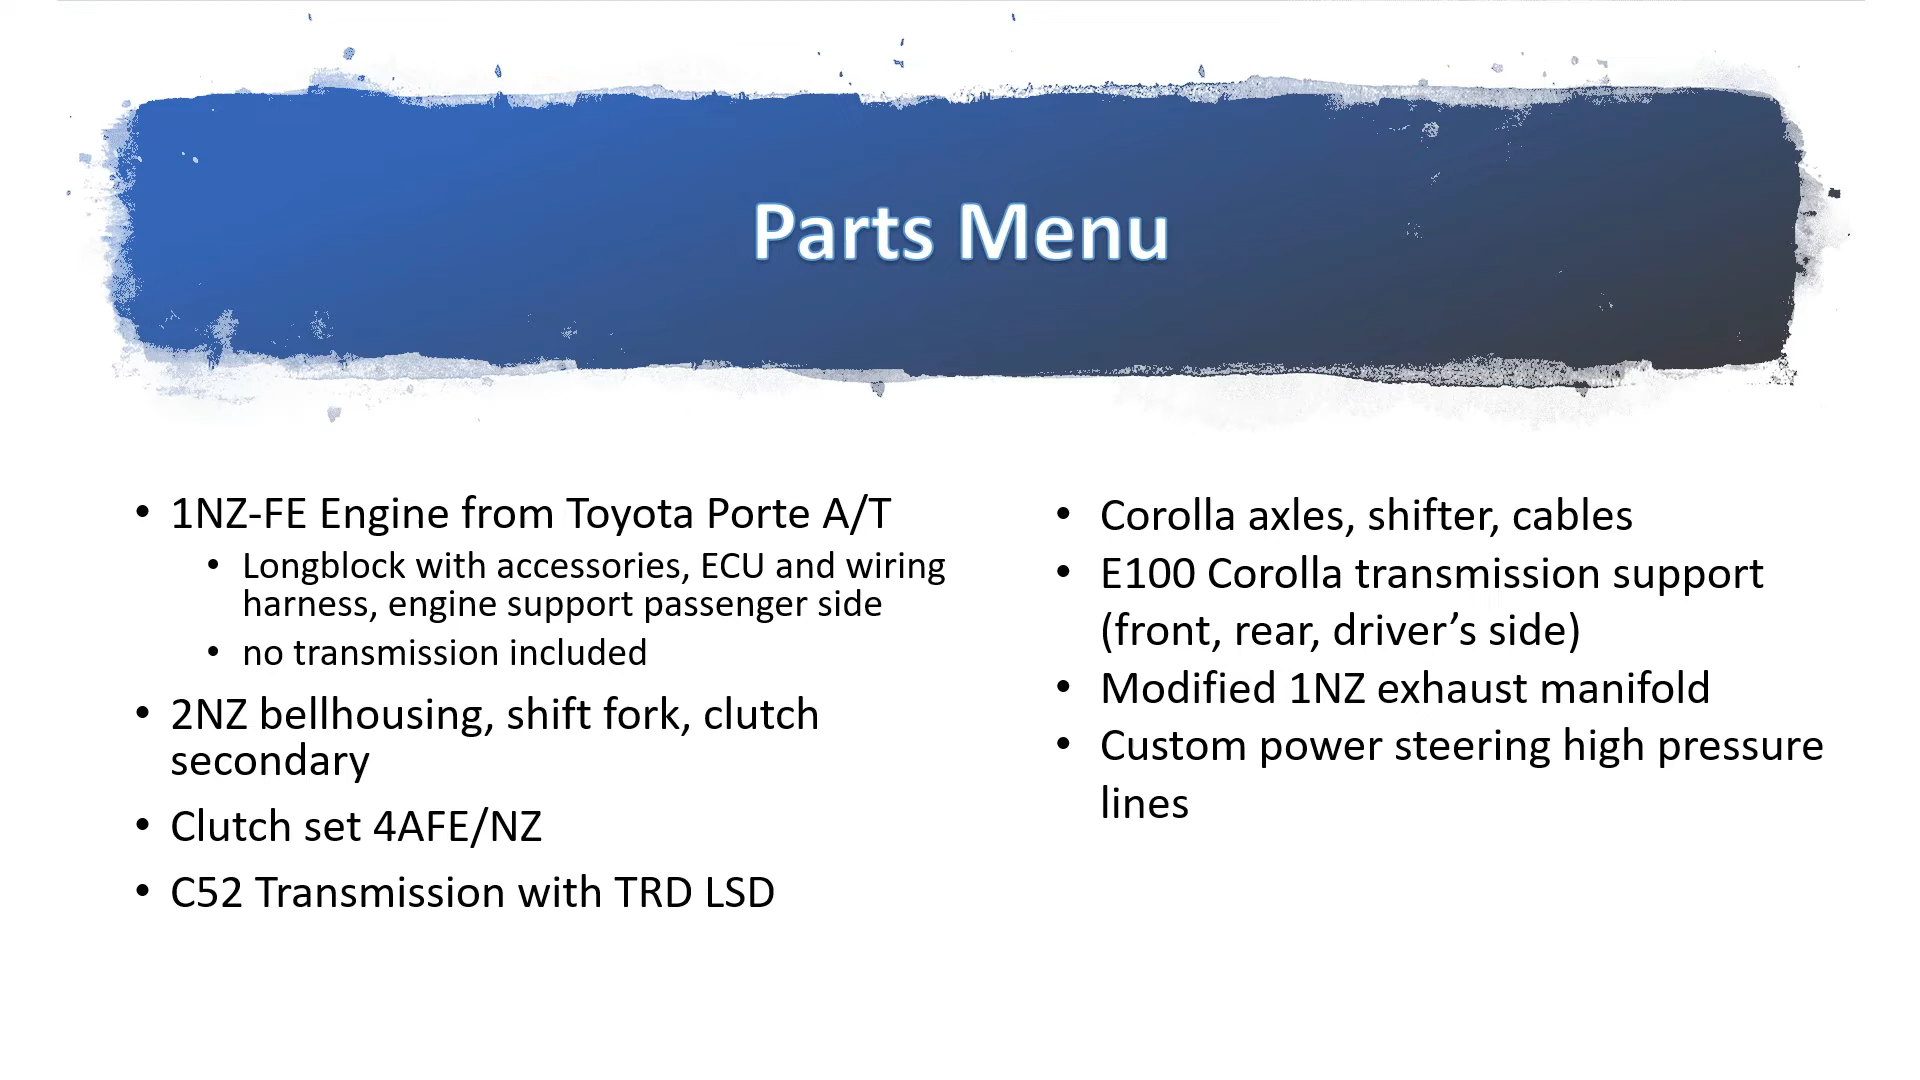 Parts Menu
• 1NZ-FE Engine from Toyota Porte A/T
• Longblock with accessories, ECU and wiring
harness, engine support passenger side
• no transmission included
• 2NZ bellhousing, shift fork, clutch
secondary
• Clutch set 4AFE/NZ
• C52 Transmission with TRD LSD
• Corolla axles, shifter, cables
• E100 Corolla transmission support
(front, rear, driver’s side)
• Modified 1NZ exhaust manifold
• Custom power steering high pressure
lines